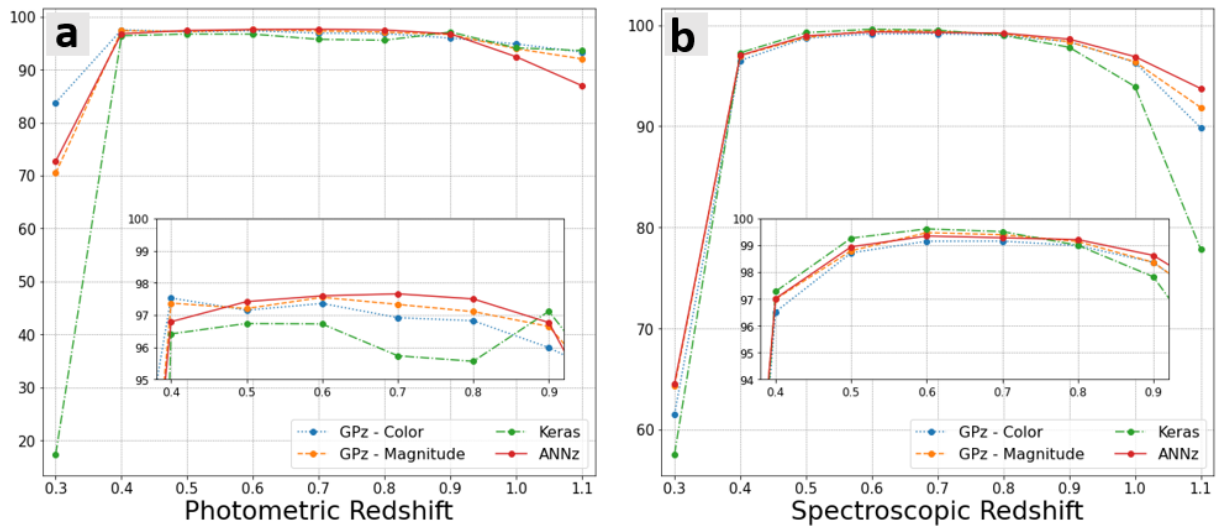 a
100
90
80
70
60
50
40
30
20
0.3 0.4 0.5 0.6 0.7 0.8 0.9 1.0 1.1
Photometric Redshift
100
99
98
97
96
95
0.4 0.5 0.6 0.7 0.8 0.9
GPz - Color
GPz - Magnitude
Keras
ANNz
b
100
90
80
70
60
0.3 0.4 0.5 0.6 0.7 0.8 0.9 1.0 1.1
Spectroscopic Redshift
100
99
98
97
96
95
94
0.4 0.5 0.6 0.7 0.8 0.9
GPz - Color
GPz - Magnitude
Keras
ANNz